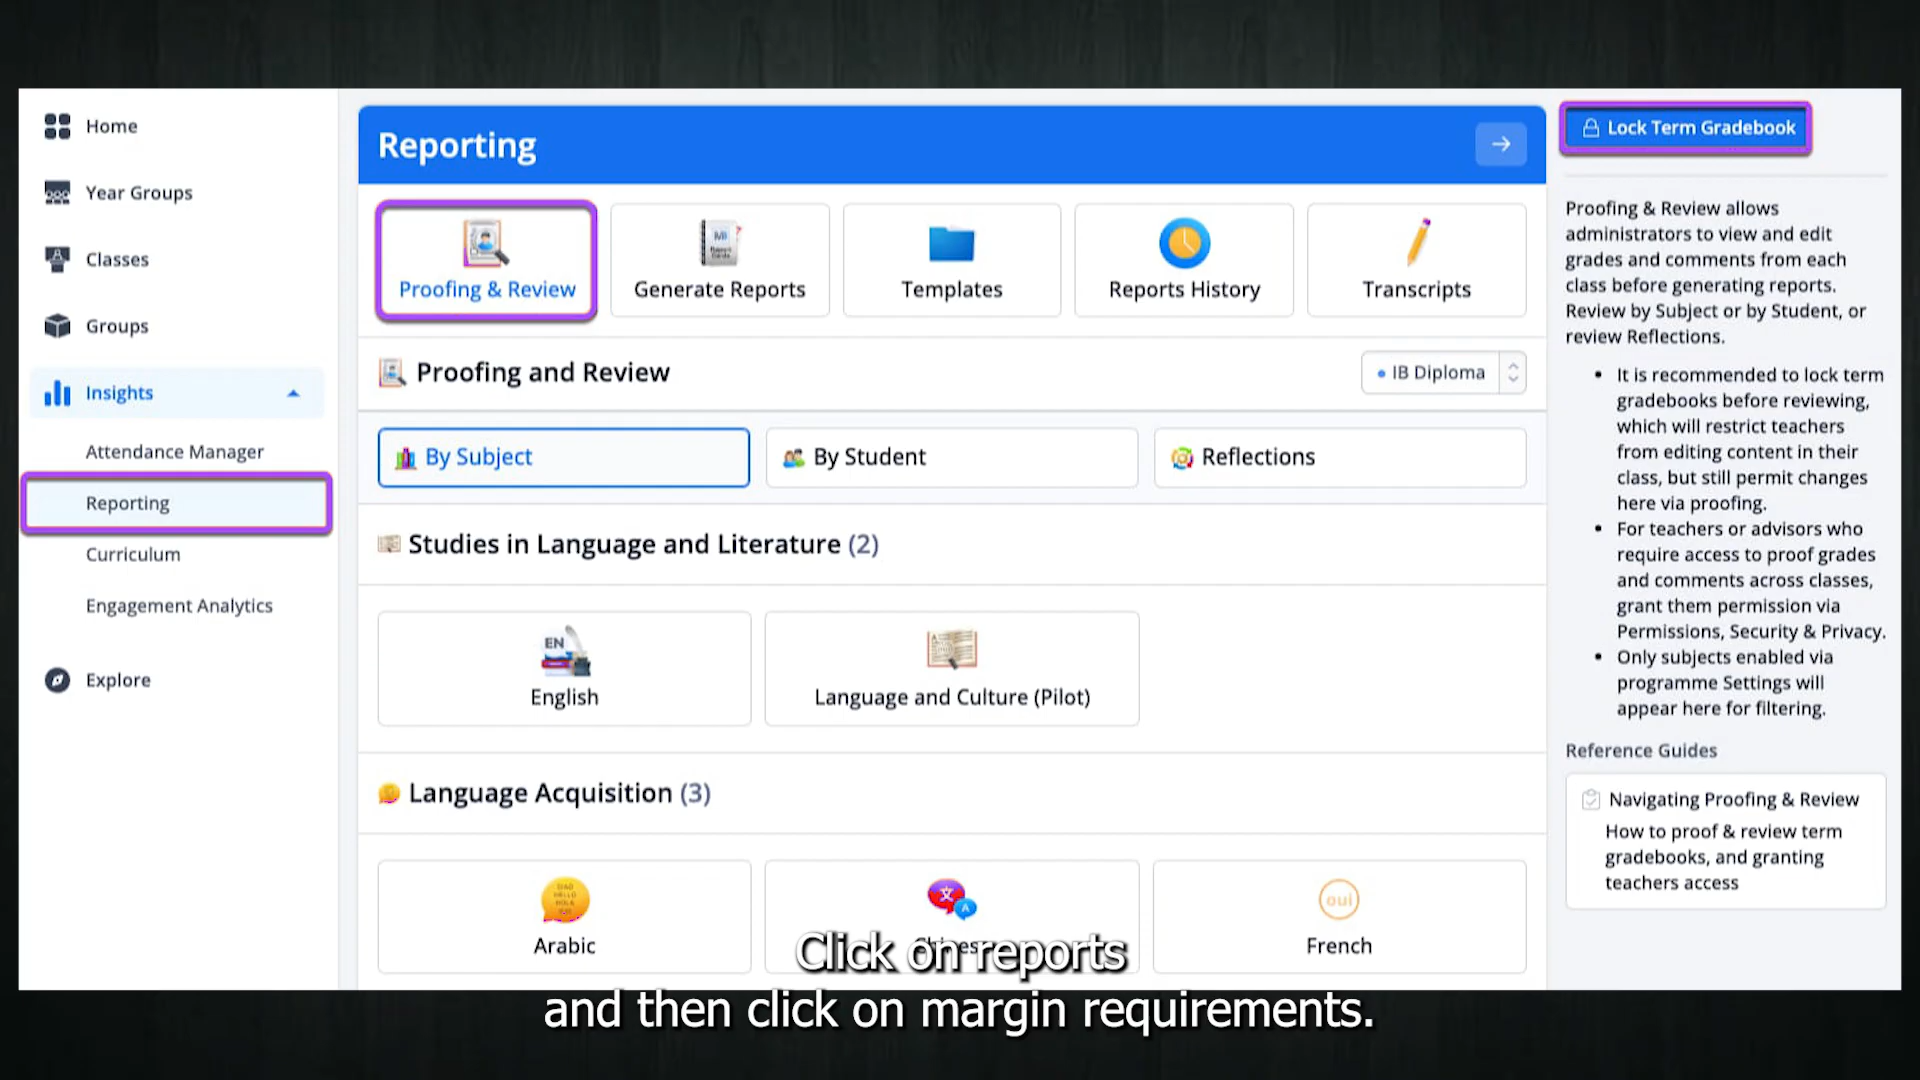 Home
Year Groups
Classes
Groups
Insights
Attendance Manager
Reporting
Curriculum
Engagement Analytics
Explore
Reporting
Proofing & Review
Generate Reports
Templates
Reports History
Transcripts
Proofing and Review
IB Diploma
By Subject
By Student
Reflections
Studies in Language and Literature (2)
EN
English
Language and Culture (Pilot)
Language Acquisition (3)
Arabic
oui
French
Lock Term Gradebook
Proofing & Review allows
administrators to view and edit
grades and comments from each
class before generating reports.
Review by Subject or by Student, or
review Reflections.
• It is recommended to lock term
gradebooks before reviewing,
which will restrict teachers
from editing content in their
class, but still permit changes
here via proofing.
• For teachers or advisors who
require access to proof grades
and comments across classes,
grant them permission via
Permissions, Security & Privacy.
• Only subjects enabled via
programme Settings will
appear here for filtering.
Reference Guides
Navigating Proofing & Review
How to proof & review term
gradebooks, and granting
teachers access
Click on reports
and then click on margin requirements.